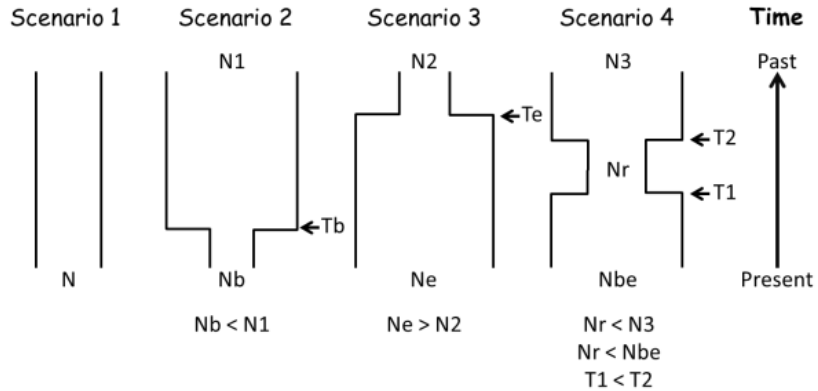 Scenario 1 Scenario 2 Scenario 3 Scenario 4 Time
N1 N2 N3 Past
Te
T2
Nr
T1
Tb
N Nb Ne Nbe Present
Nb < N1 Ne > N2 Nr < N3
Nr < Nbe
T1 < T2